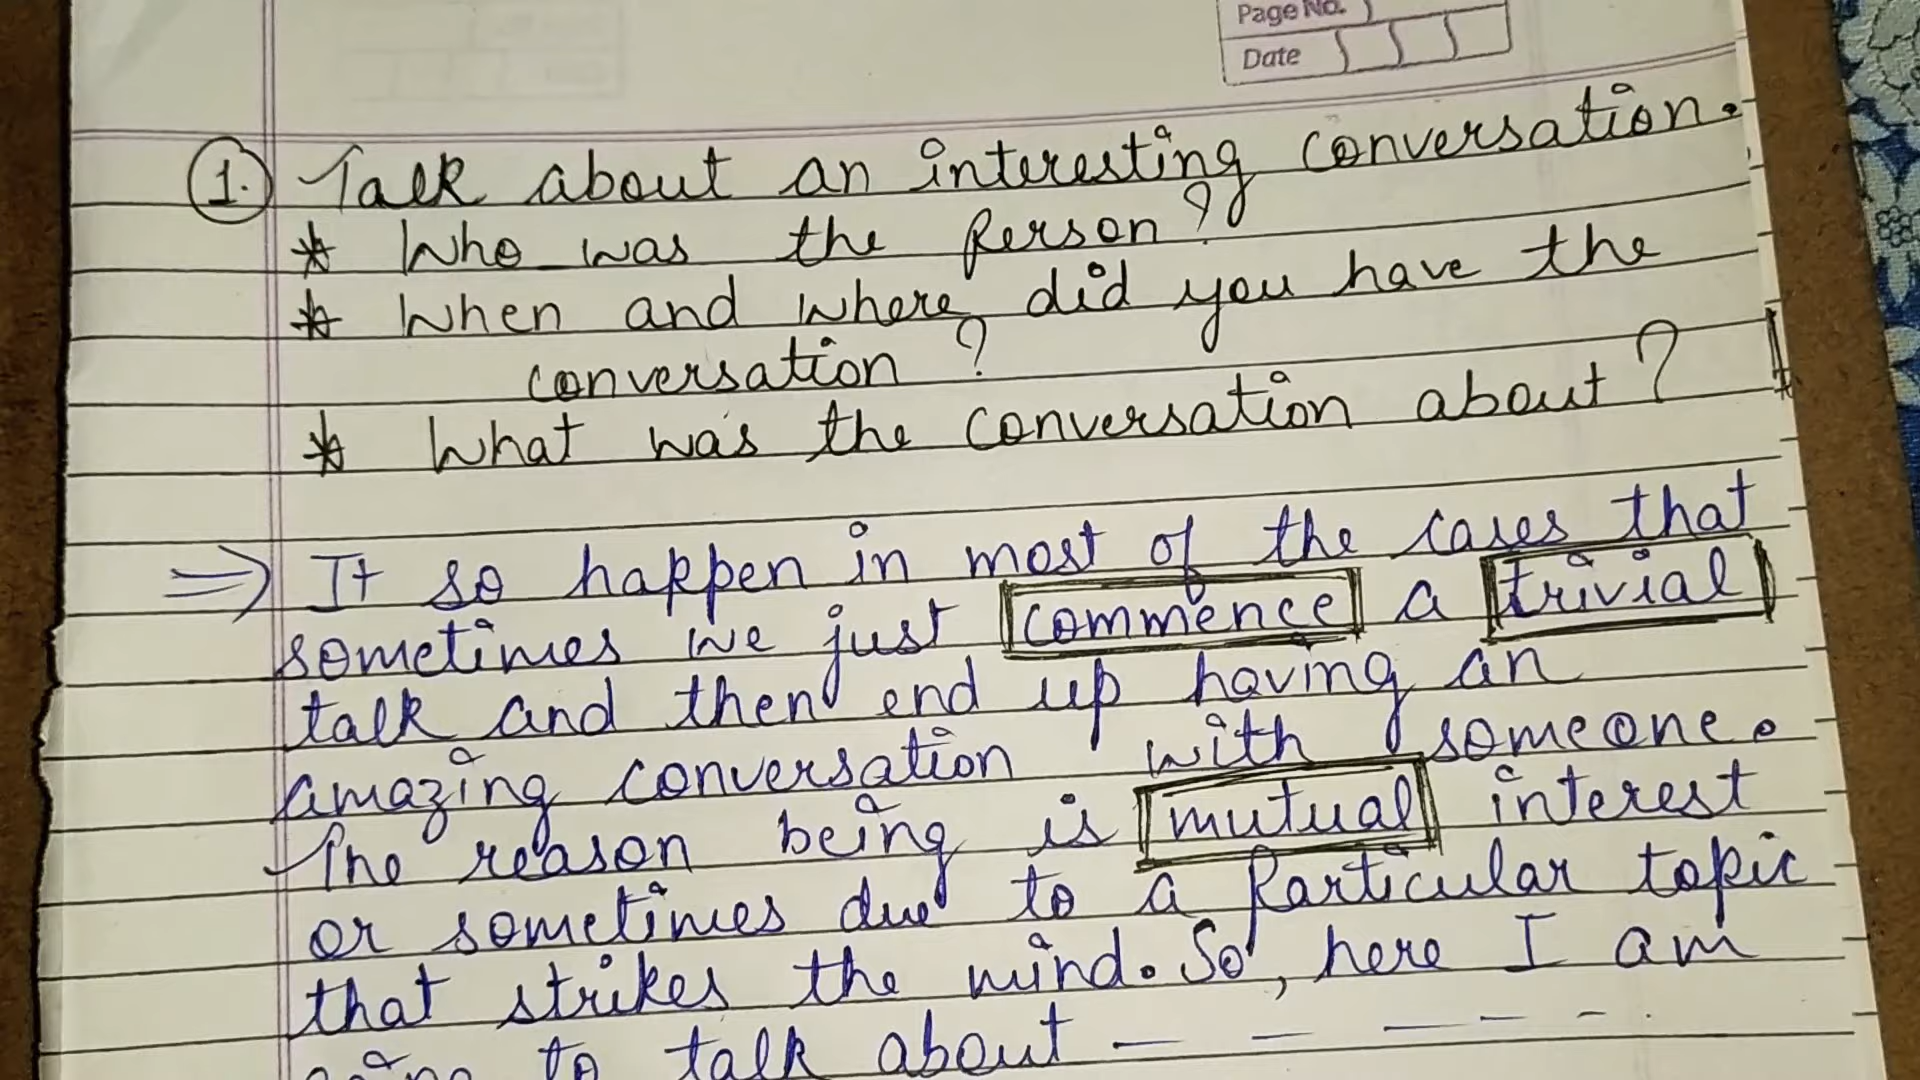 Page No.
Date
1. Talk about an interesting conversation.
* Who was the Person?
* When and where did you have the
conversation?
* What was the conversation about?
⇒ It so happen in most of the cases that
sometimes we just commence a trivial
talk and then end up having an
amazing conversation with someone.
The reason being is mutual interest
or sometimes due to a Particular topic
that strikes the mind. So, here I am
going to talk about — — — — -